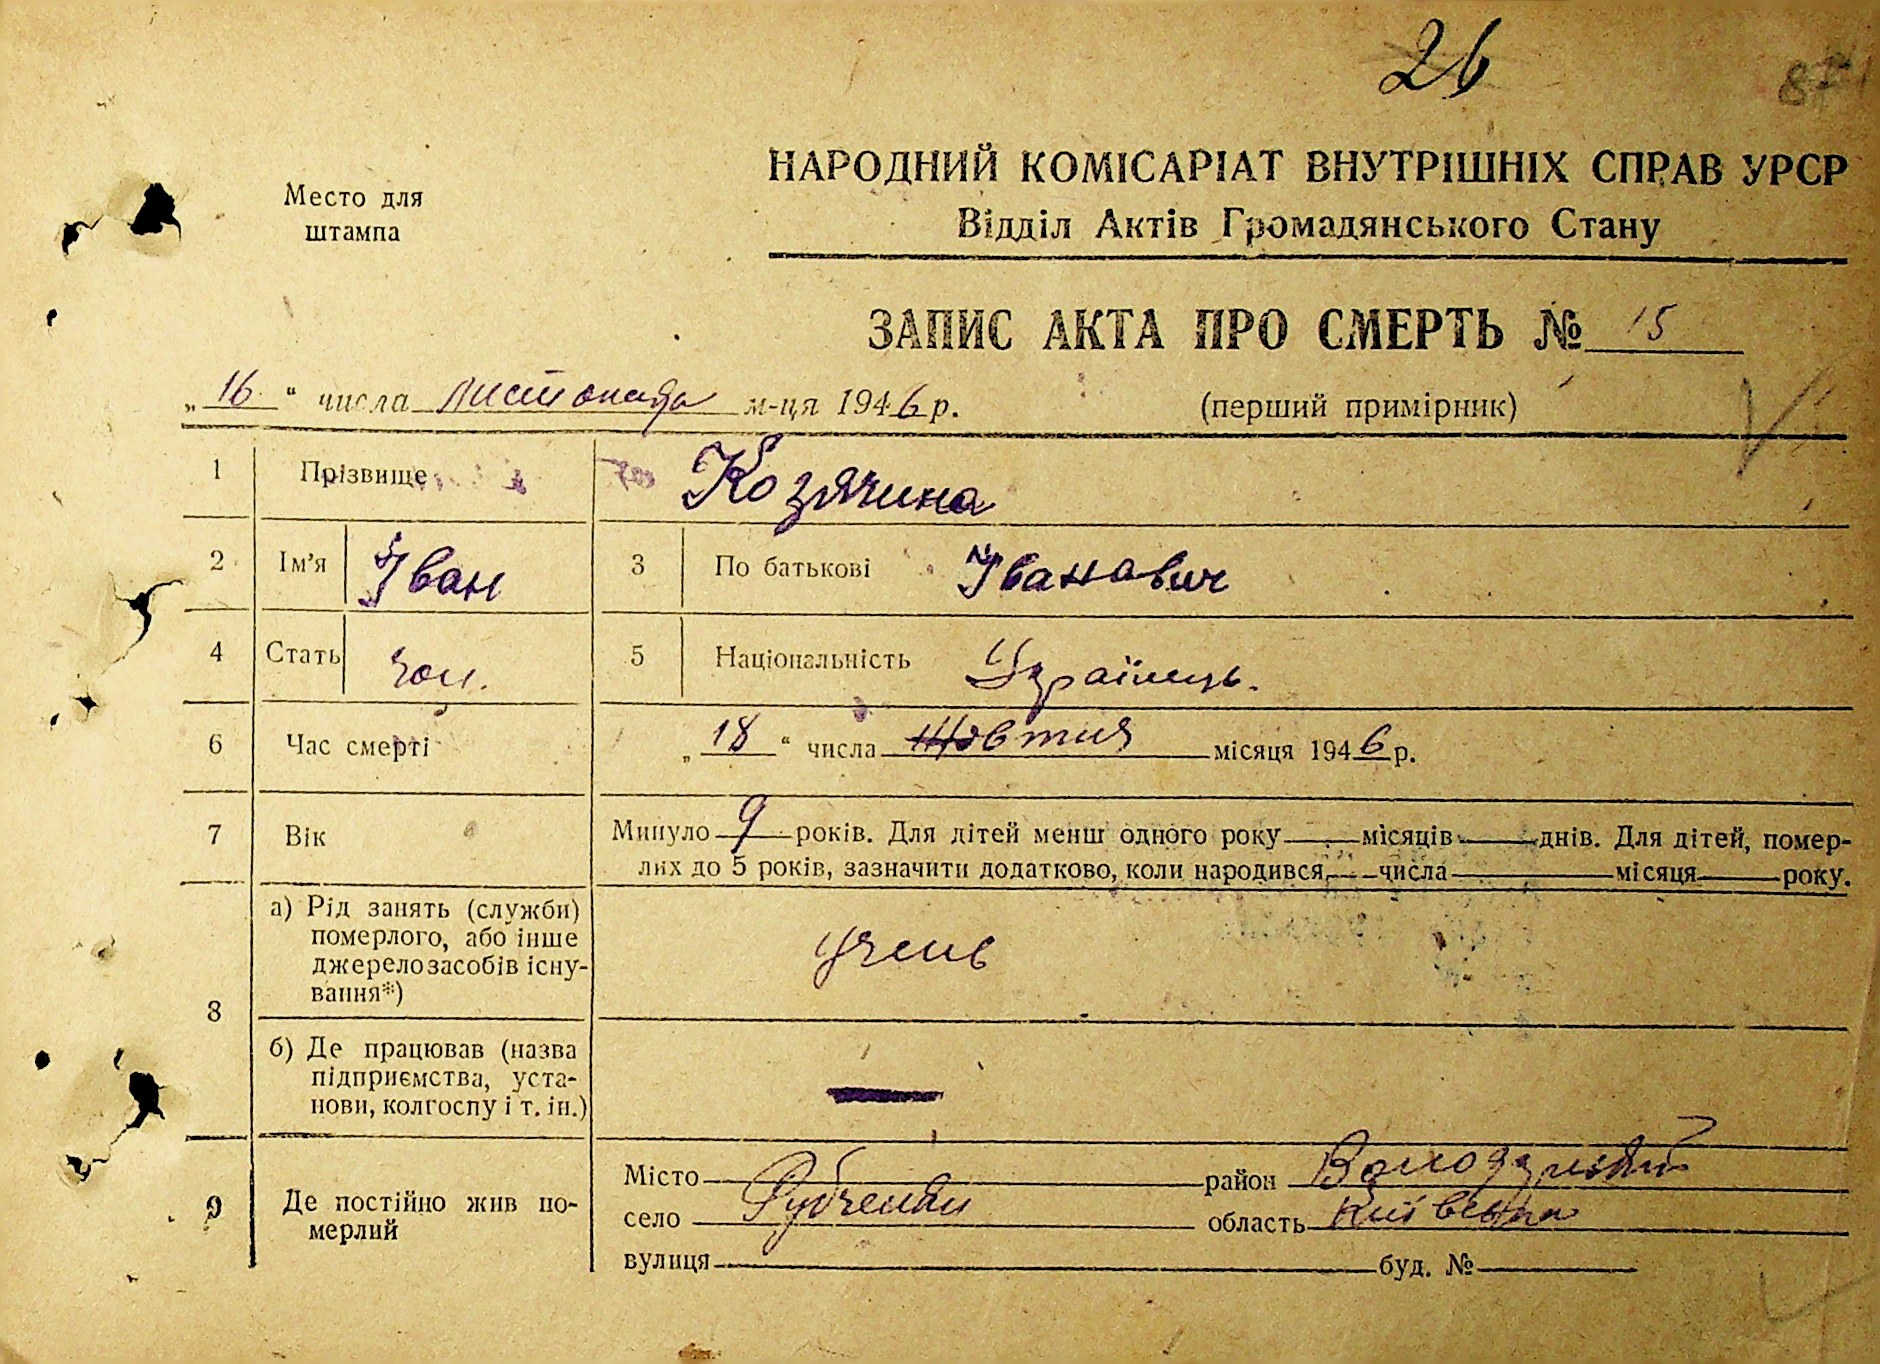 26
87
Место для
штампа
НАРОДНИЙ КОМІСАРІАТ ВНУТРІШНІХ СПРАВ УРСР
Відділ Актів Громадянського Стану
ЗАПИС АКТА ПРО СМЕРТЬ № 15
„16“ числа листопада м-ця 1946 р. (перший примірник)
1 Прізвище Козячина
2 Ім'я Іван 3 По батькові Іванавич
4 Стать чол. 5 Національність Українець.
6 Час смерті „18“ числа Жовтня місяця 1946 р.
7 Вік Минуло 9 років. Для дітей менш одного року — місяців — днів. Для дітей, помер-
лих до 5 років, зазначити додатково, коли народився — числа — місяця — року.
8 а) Рід занять (служби)
померлого, або інше
джерело засобів існу-
вання*)
учень
б) Де працював (назва
підприємства, уста-
нови, колгоспу і т. ін.)
—
9 Де постійно жив по-
мерлий
Місто район Володарский
село Рубченки область Київська
вулиця буд. №